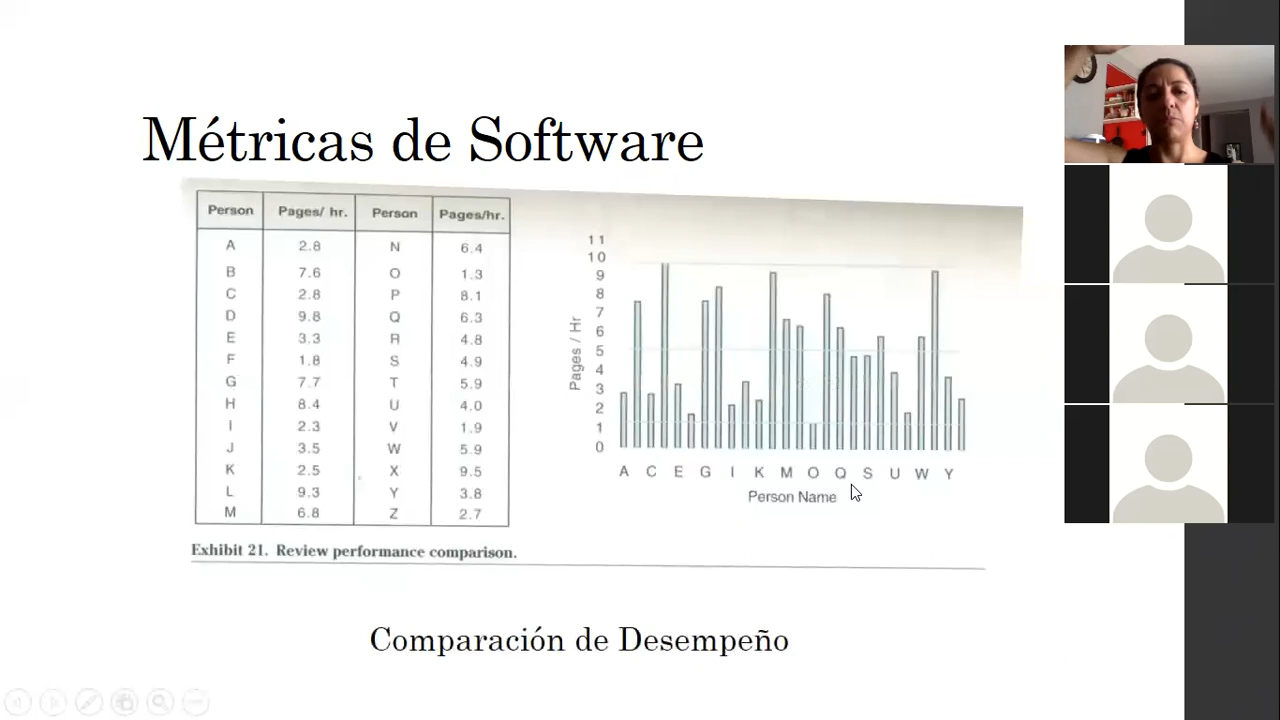 Métricas de Software
Person Pages/ hr. Person Pages/hr.
A 2.8 N 6.4
B 7.6 O 1.3
C 2.8 P 8.1
D 9.8 Q 6.3
E 3.3 R 4.8
F 1.8 S 4.9
G 7.7 T 5.9
H 8.4 U 4.0
I 2.3 V 1.9
J 3.5 W 5.9
K 2.5 X 9.5
L 9.3 Y 3.8
M 6.8 Z 2.7
11
10
9
8
7
6
5
4
3
2
1
0
Pages / Hr
A C E G I K M O Q S U W Y
Person Name
Exhibit 21. Review performance comparison.
Comparación de Desempeño